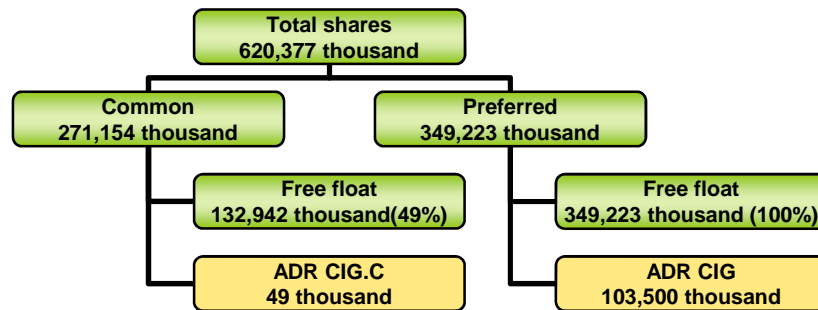 Total shares
620,377 thousand
Common
271,154 thousand
Preferred
349,223 thousand
Free float
132,942 thousand(49%)
Free float
349,223 thousand (100%)
ADR CIG.C
49 thousand
ADR CIG
103,500 thousand